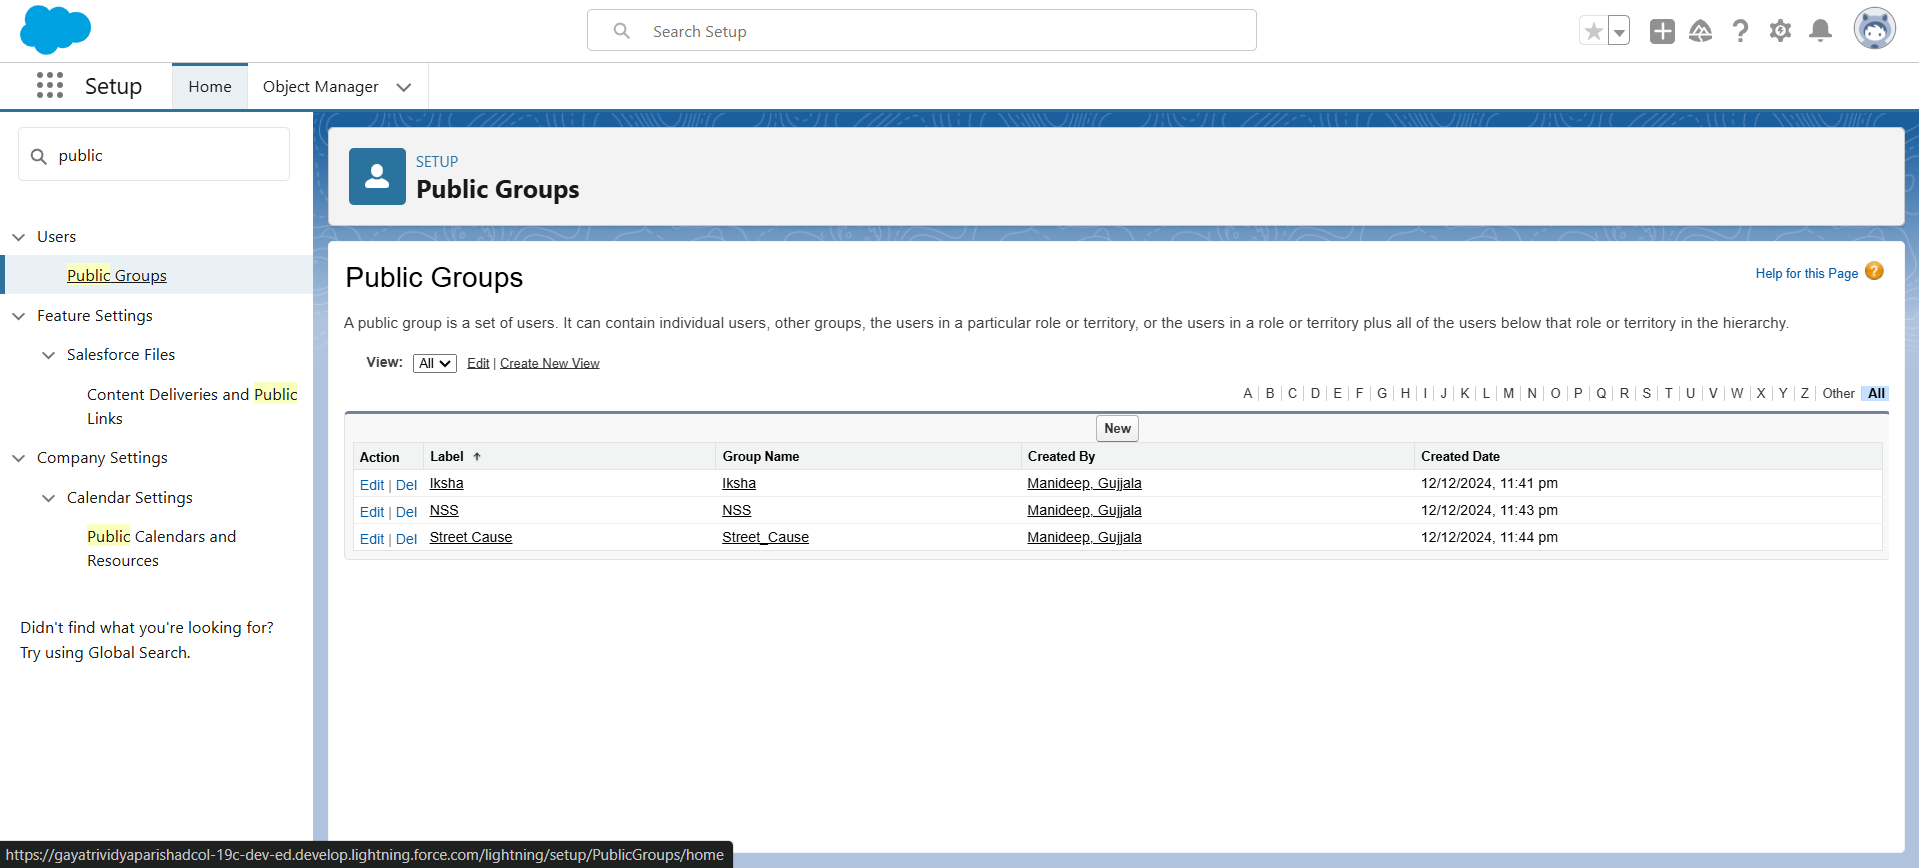 Search Setup
Setup
Home
Object Manager
public
Users
Public Groups
Feature Settings
Salesforce Files
Content Deliveries and Public
Links
Company Settings
Calendar Settings
Public Calendars and
Resources
Didn't find what you're looking for?
Try using Global Search.
SETUP
Public Groups
Public Groups
Help for this Page ?
A public group is a set of users. It can contain individual users, other groups, the users in a particular role or territory, or the users in a role or territory plus all of the users below that role or territory in the hierarchy.
View: All Edit | Create New View
A | B | C | D | E | F | G | H | I | J | K | L | M | N | O | P | Q | R | S | T | U | V | W | X | Y | Z | Other All
New
Action Label Group Name Created By Created Date
Edit | Del Iksha Iksha Manideep, Gujjala 12/12/2024, 11:41 pm
Edit | Del NSS NSS Manideep, Gujjala 12/12/2024, 11:43 pm
Edit | Del Street Cause Street_Cause Manideep, Gujjala 12/12/2024, 11:44 pm
https://gayatrividyaparishadcol-19c-dev-ed.develop.lightning.force.com/lightning/setup/PublicGroups/home